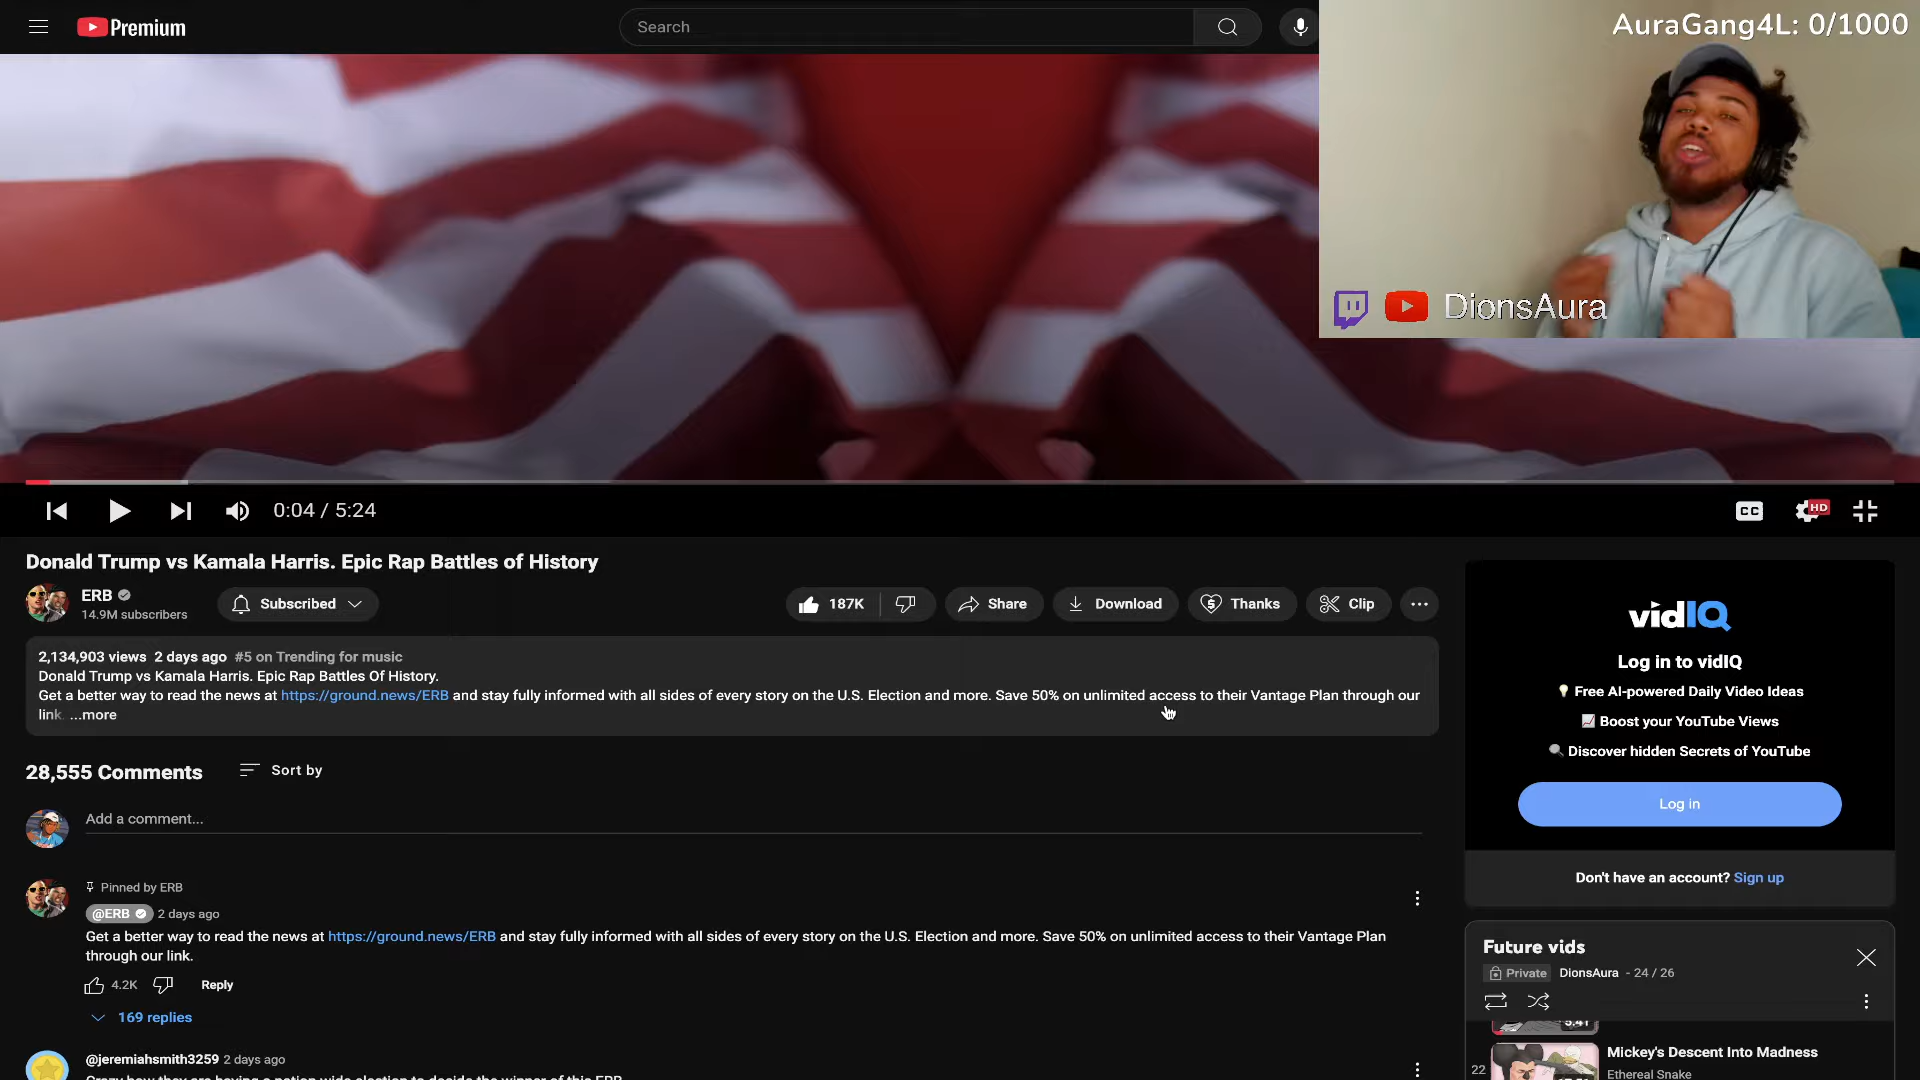 Premium
Search
AuraGang4L: 0/1000
DionsAura
0:04 / 5:24
CC
HD
Donald Trump vs Kamala Harris. Epic Rap Battles of History
ERB
14.9M subscribers
Subscribed
187K
Share
Download
Thanks
Clip
2,134,903 views 2 days ago #5 on Trending for music
Donald Trump vs Kamala Harris. Epic Rap Battles Of History.
Get a better way to read the news at https://ground.news/ERB and stay fully informed with all sides of every story on the U.S. Election and more. Save 50% on unlimited access to their Vantage Plan through our
link. ...more
28,555 Comments
Sort by
Add a comment...
Pinned by ERB
@ERB 2 days ago
Get a better way to read the news at https://ground.news/ERB and stay fully informed with all sides of every story on the U.S. Election and more. Save 50% on unlimited access to their Vantage Plan
through our link.
4.2K
Reply
169 replies
@jeremiahsmith3259 2 days ago
Crazy how they are having a nation wide election to decide the winner of this ERB
vidIQ
Log in to vidIQ
Free AI-powered Daily Video Ideas
Boost your YouTube Views
Discover hidden Secrets of YouTube
Log in
Don't have an account? Sign up
Future vids
Private DionsAura - 24 / 26
5:41
22
Mickey's Descent Into Madness
Ethereal Snake